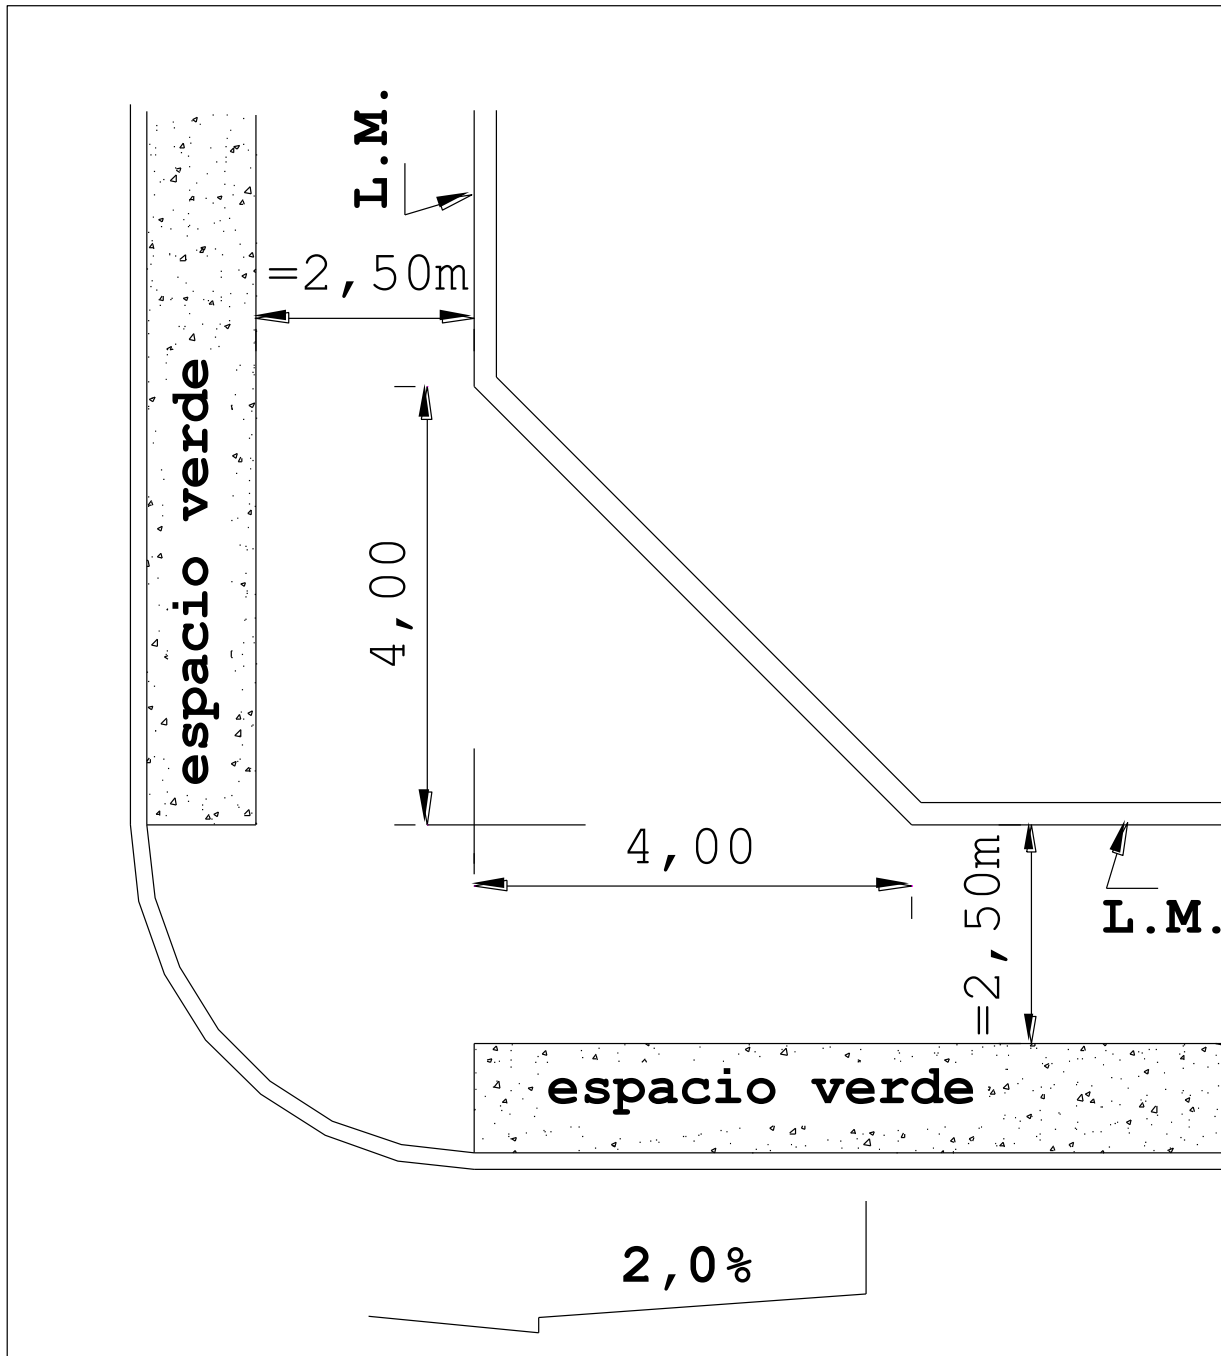 L.M.
=2,50m
espacio verde
4,00
4,00
=2,50m
L.M.
espacio verde
2,0%